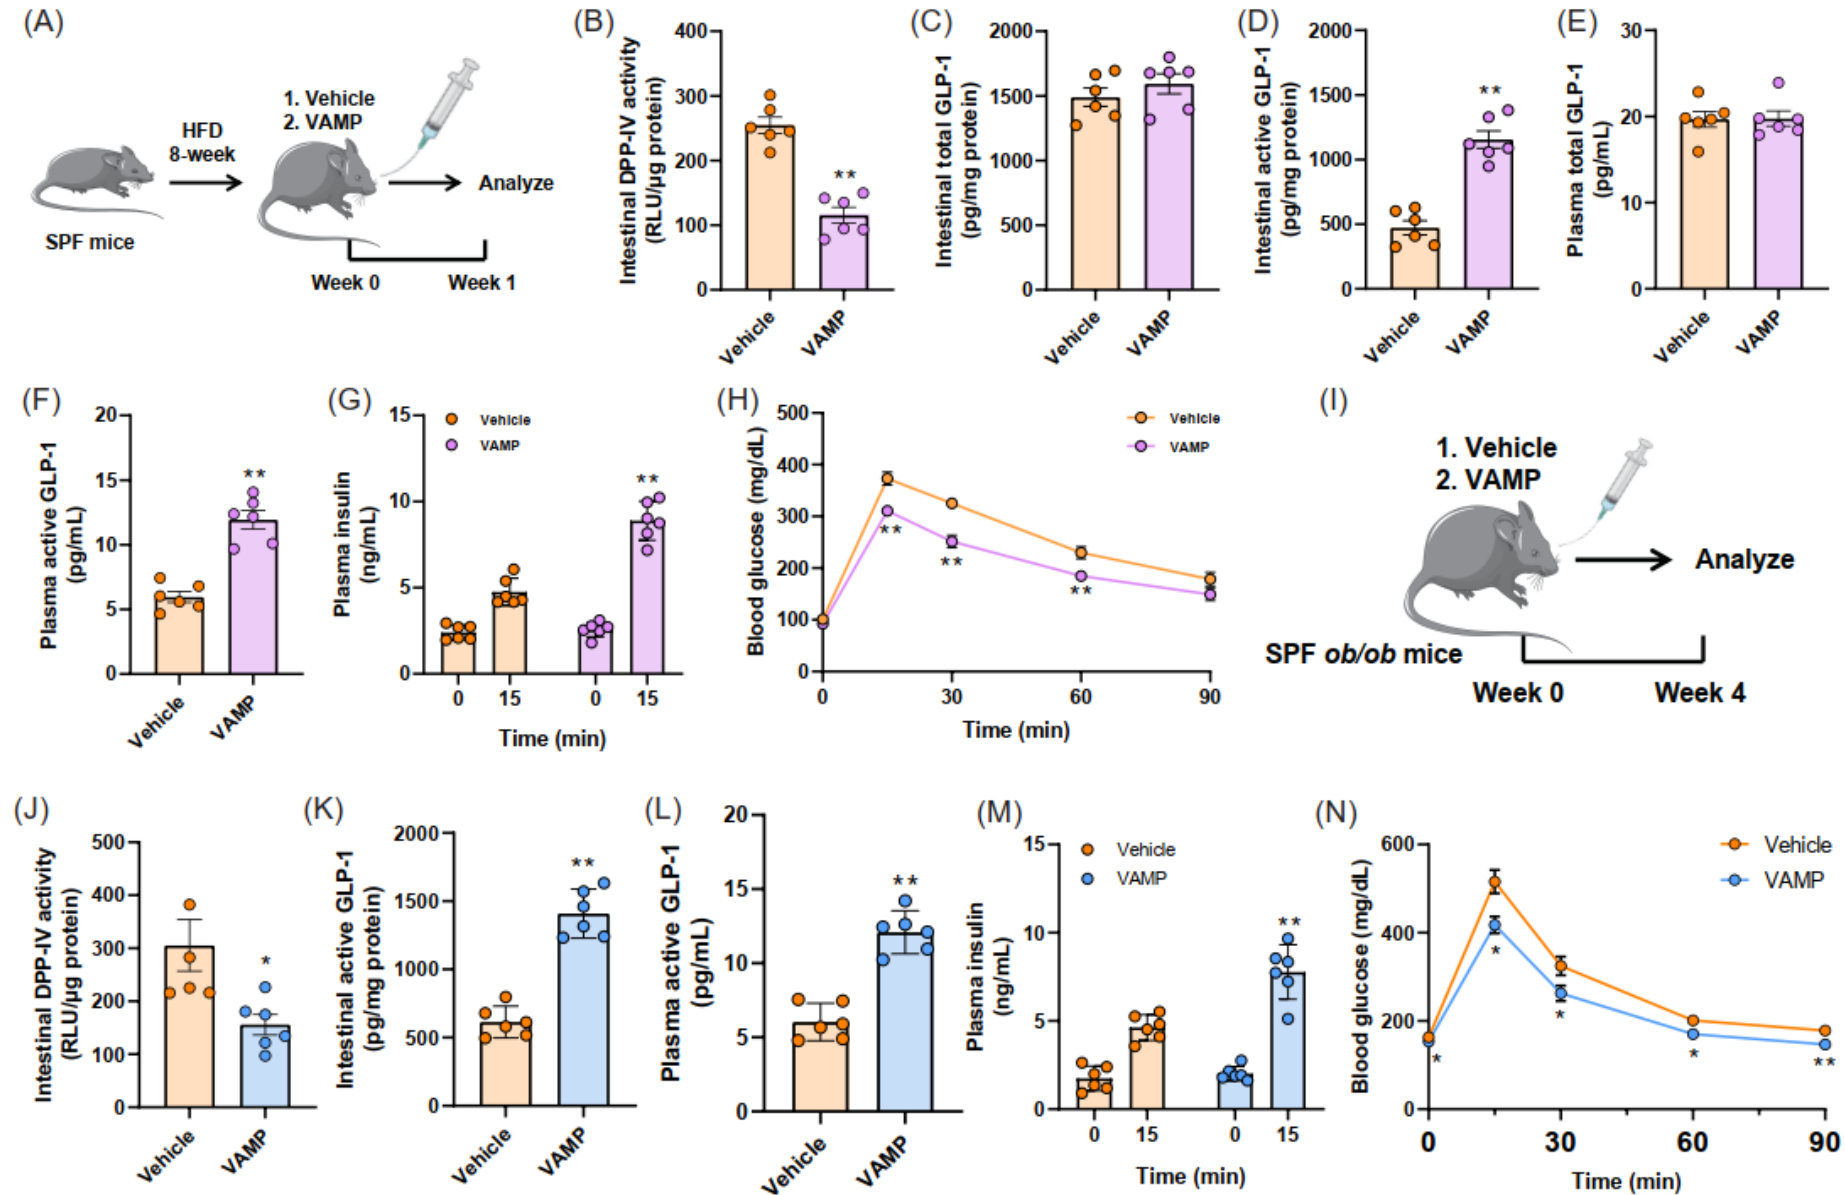 (A)
SPF mice
HFD
8-week
1. Vehicle
2. VAMP
Analyze
Week 0
Week 1
(B)
Intestinal DPP-IV activity
(RLU/μg protein)
400
300
200
100
0
**
Vehicle
VAMP
(C)
Intestinal total GLP-1
(pg/mg protein)
2000
1500
1000
500
0
Vehicle
VAMP
(D)
Intestinal active GLP-1
(pg/mg protein)
2000
1500
1000
500
0
**
Vehicle
VAMP
(E)
Plasma total GLP-1
(pg/mL)
30
20
10
0
Vehicle
VAMP
(F)
Plasma active GLP-1
(pg/mL)
20
15
10
5
0
**
Vehicle
VAMP
(G)
Plasma insulin
(ng/mL)
15
10
5
0
Vehicle
VAMP
**
0
15
0
15
Time (min)
(H)
Blood glucose (mg/dL)
500
400
300
200
100
0
Vehicle
VAMP
**
**
**
0
30
60
90
Time (min)
(I)
1. Vehicle
2. VAMP
Analyze
SPF ob/ob mice
Week 0
Week 4
(J)
Intestinal DPP-IV activity
(RLU/μg protein)
500
400
300
200
100
0
*
Vehicle
VAMP
(K)
Intestinal active GLP-1
(pg/mg protein)
2000
1500
1000
500
0
**
Vehicle
VAMP
(L)
Plasma active GLP-1
(pg/mL)
20
15
10
5
0
**
Vehicle
VAMP
(M)
Plasma insulin
(ng/mL)
15
10
5
0
Vehicle
VAMP
**
0
15
0
15
Time (min)
(N)
Blood glucose (mg/dL)
600
400
200
0
Vehicle
VAMP
*
*
*
*
**
0
30
60
90
Time (min)